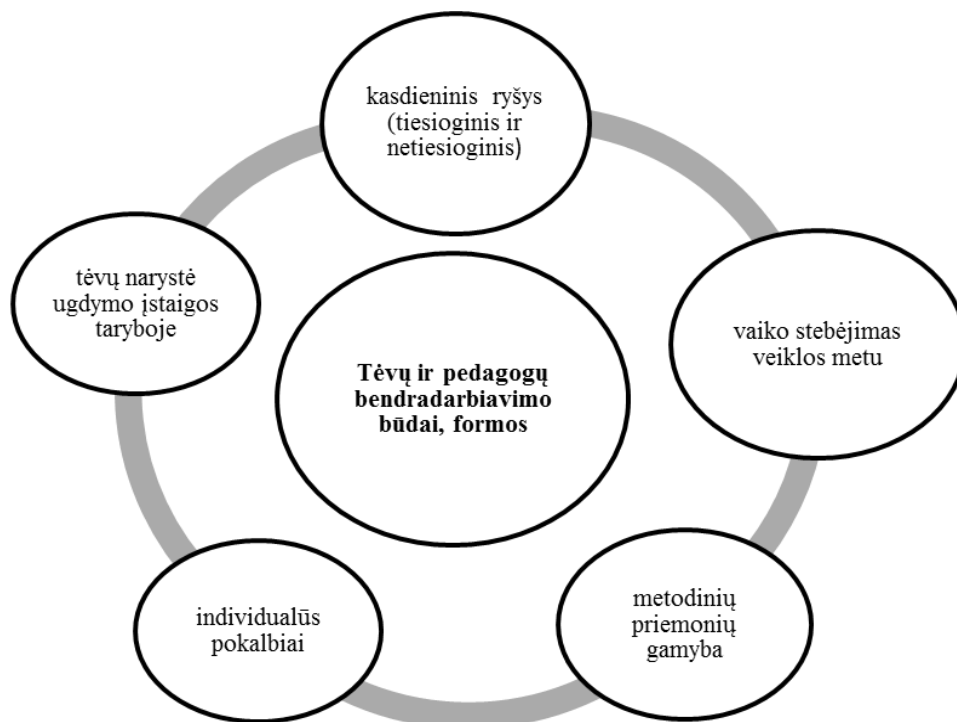 kasdieninis ryšys
(tiesioginis ir
netiesioginis)
tėvų narystė
ugdymo įstaigos
taryboje
vaiko stebėjimas
veiklos metu
Tėvų ir pedagogų
bendradarbiavimo
būdai, formos
individualūs
pokalbiai
metodinių
priemonių
gamyba